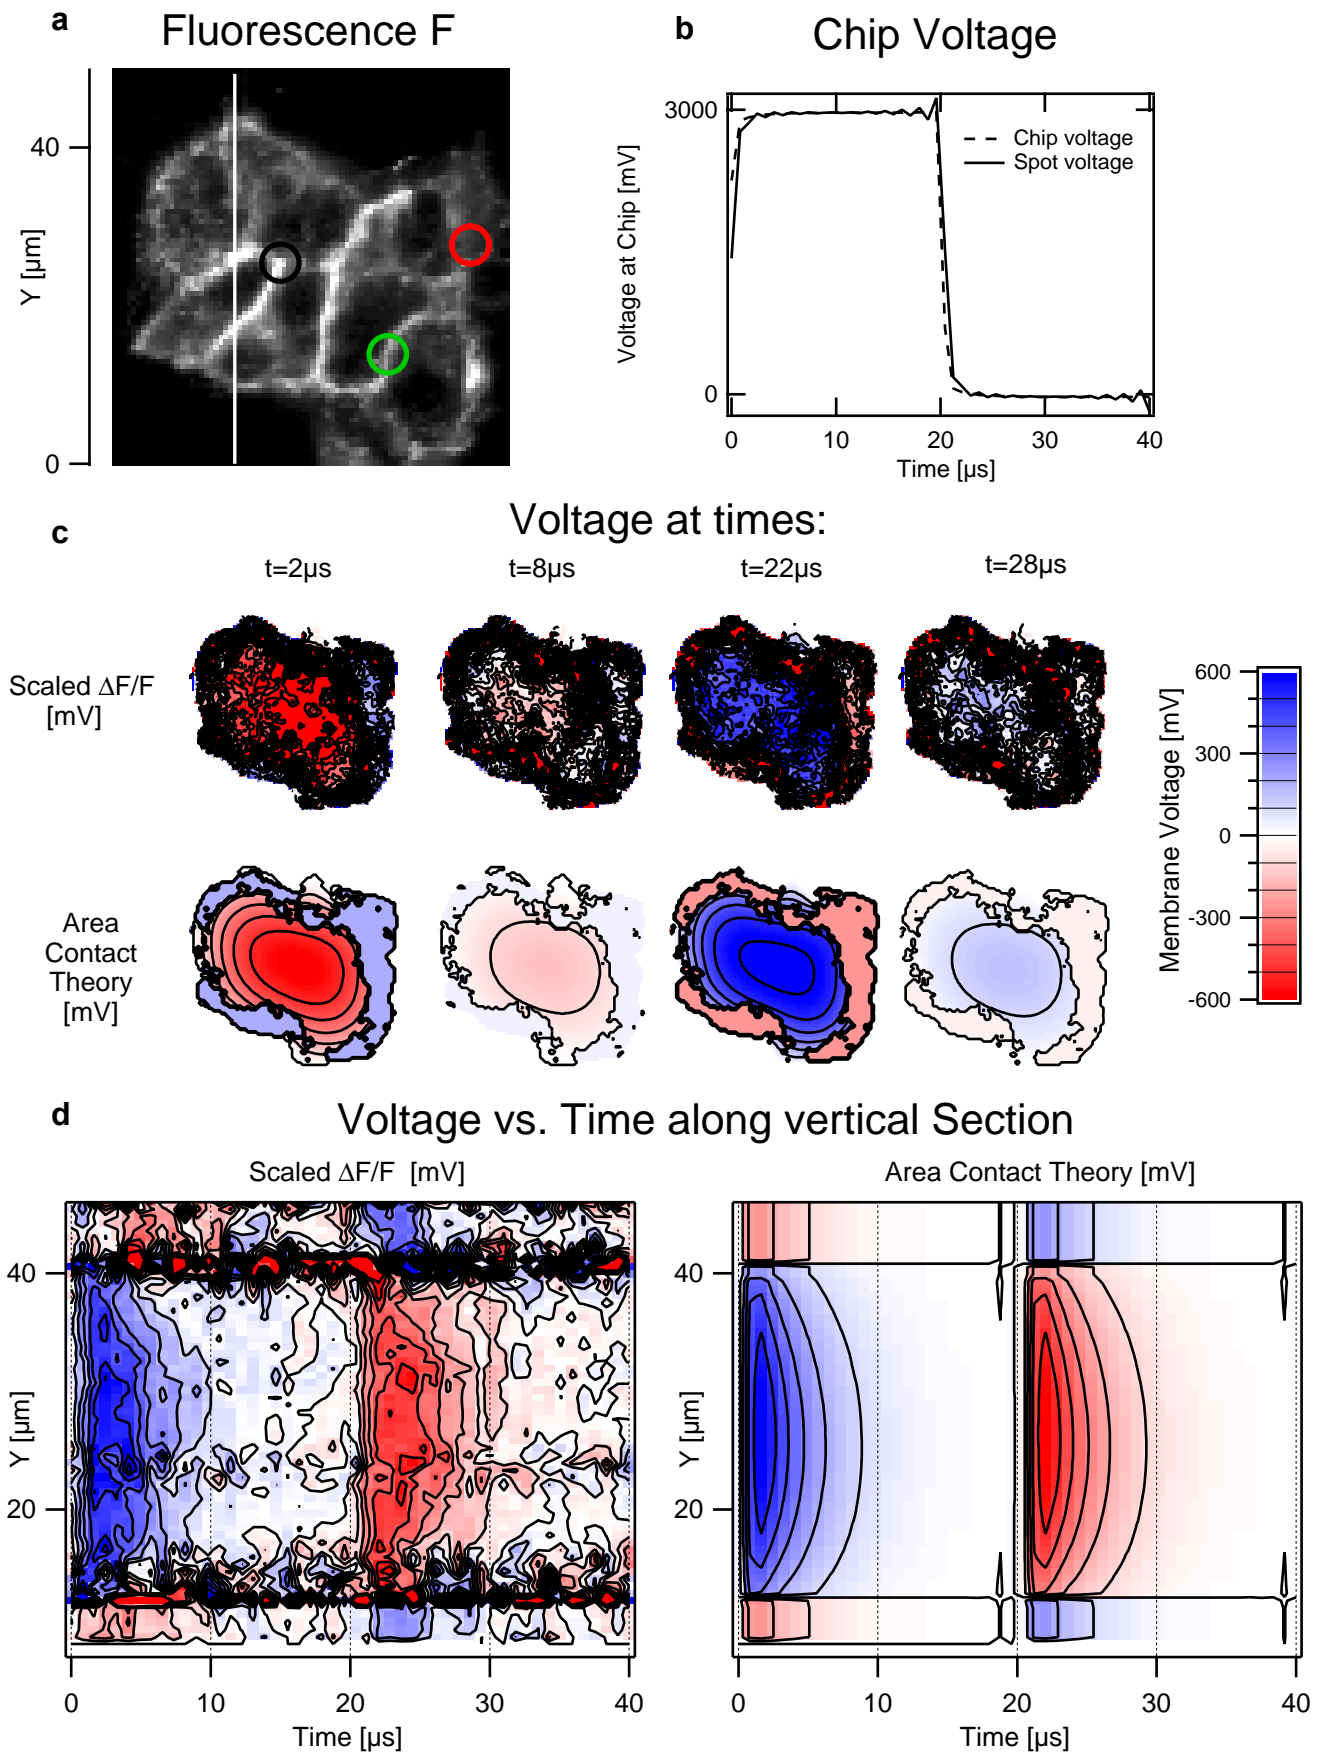 a
Fluorescence F
40
0
Y [µm]
b
Chip Voltage
3000
0
Voltage at Chip [mV]
Chip voltage
Spot voltage
0 10 20 30 40
Time [µs]
c
Voltage at times:
t=2µs t=8µs t=22µs t=28µs
Scaled ΔF/F
[mV]
Area
Contact
Theory
[mV]
600
300
0
-300
-600
Membrane Voltage [mV]
d
Voltage vs. Time along vertical Section
Scaled ΔF/F [mV]
40
20
Y [µm]
0 10 20 30 40
Time [µs]
Area Contact Theory [mV]
40
20
Y [µm]
0 10 20 30 40
Time [µs]